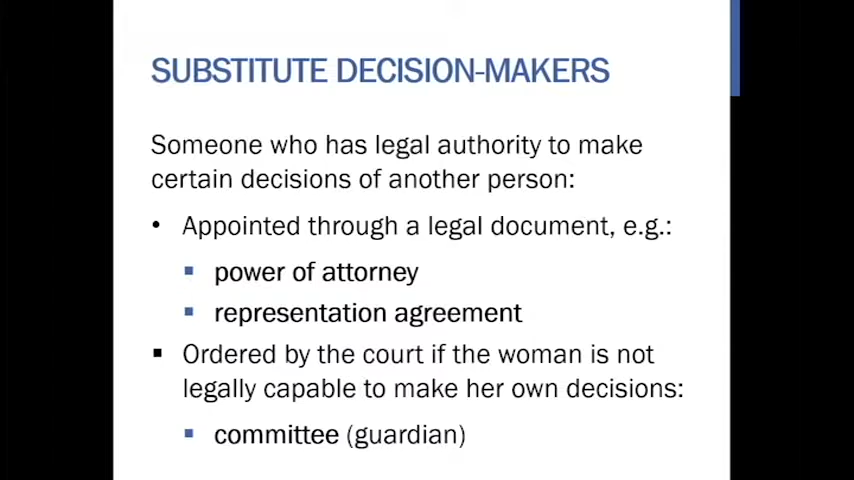 SUBSTITUTE DECISION-MAKERS
Someone who has legal authority to make
certain decisions of another person:
• Appointed through a legal document, e.g.:
▪ power of attorney
▪ representation agreement
▪ Ordered by the court if the woman is not
legally capable to make her own decisions:
▪ committee (guardian)